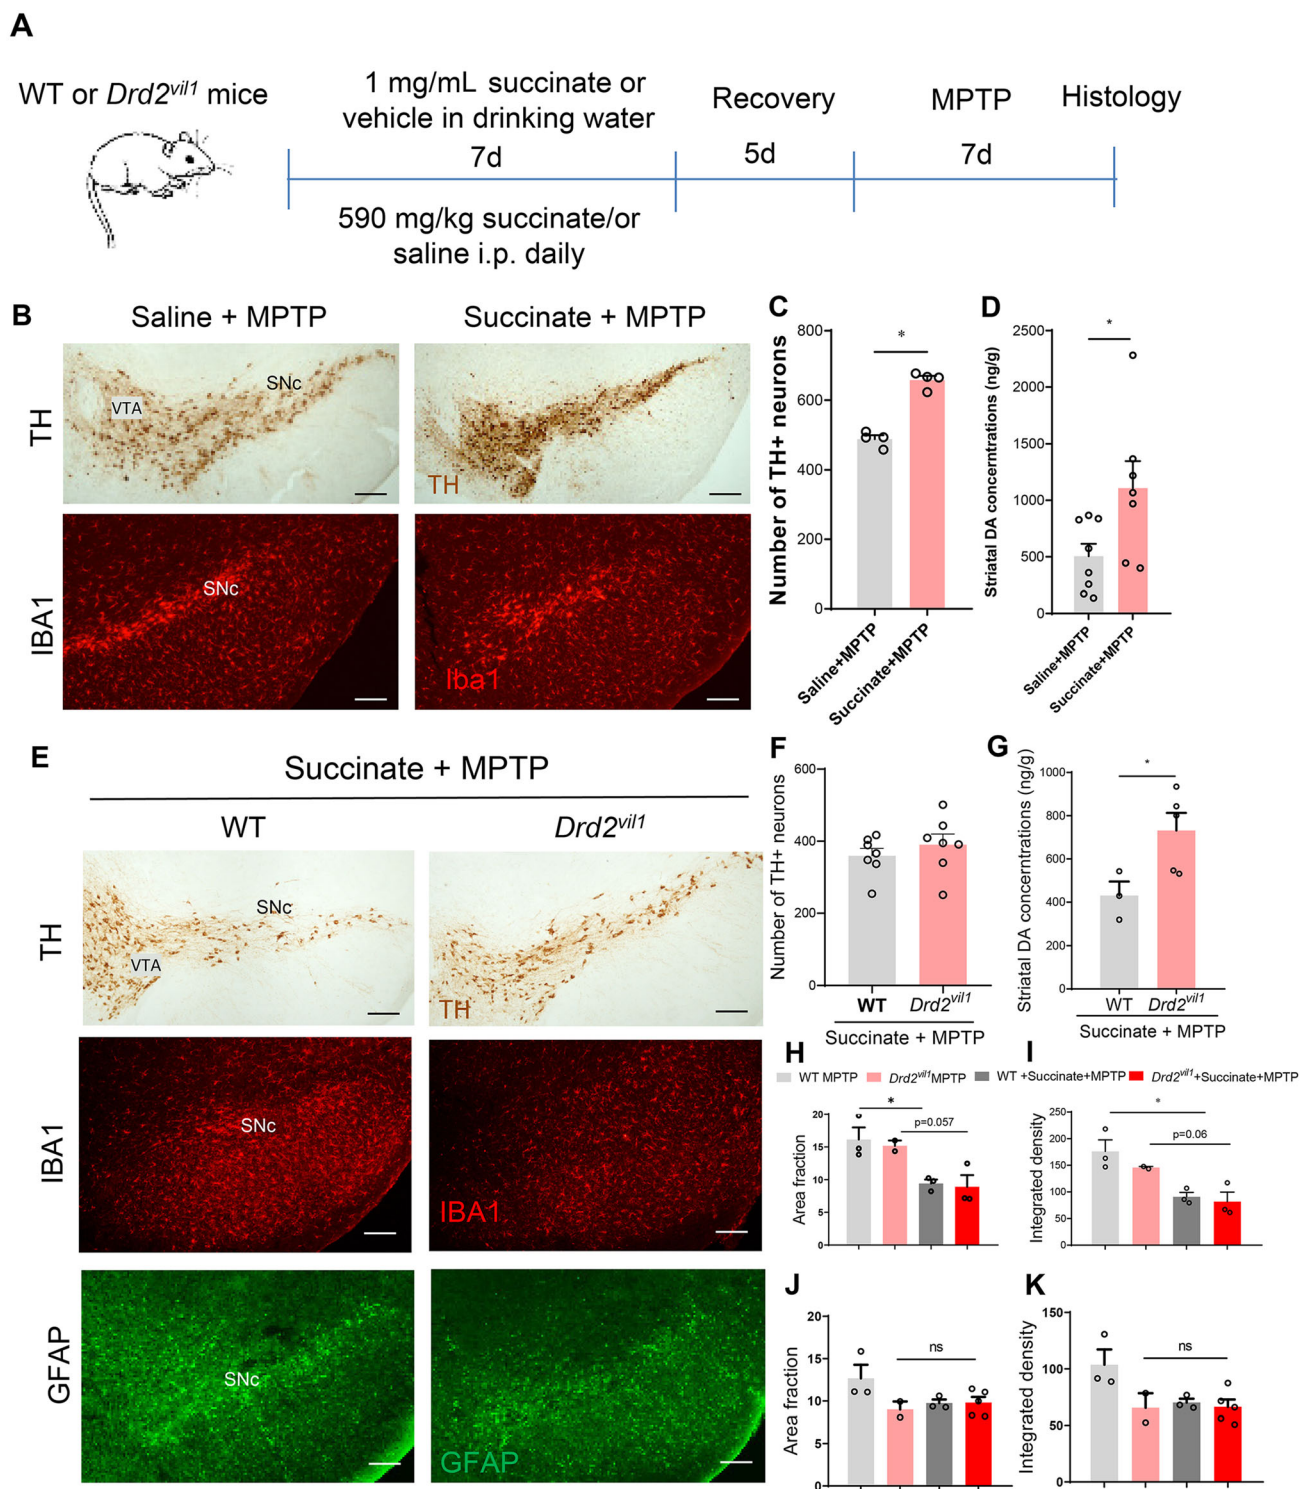 A
WT or Drd2vil1 mice
1 mg/mL succinate or
vehicle in drinking water
7d
590 mg/kg succinate/or
saline i.p. daily
Recovery
5d
MPTP
7d
Histology
B
Saline + MPTP
Succinate + MPTP
TH
VTA
SNc
TH
IBA1
SNc
Iba1
C
Number of TH+ neurons
800
600
400
200
0
*
Saline+MPTP
Succinate+MPTP
D
Striatal DA concerntrations (ng/g)
2500
2000
1500
1000
500
0
*
Saline+MPTP
Succinate+MPTP
E
Succinate + MPTP
WT
Drd2vil1
TH
VTA
SNc
TH
IBA1
SNc
IBA1
GFAP
SNc
GFAP
F
Number of TH+ neurons
600
400
200
0
WT
Drd2vil1
Succinate + MPTP
G
Striatal DA concerntrations (ng/g)
1000
800
600
400
200
0
*
WT
Drd2vil1
Succinate + MPTP
H
I
WT MPTP
Drd2vil1MPTP
WT +Succinate+MPTP
Drd2vil1+Succinate+MPTP
Area fraction
20
15
10
5
0
*
p=0.057
Integrated density
250
200
150
100
50
0
*
p=0.06
J
Area fraction
20
15
10
5
0
ns
K
Integrated density
150
100
50
0
ns